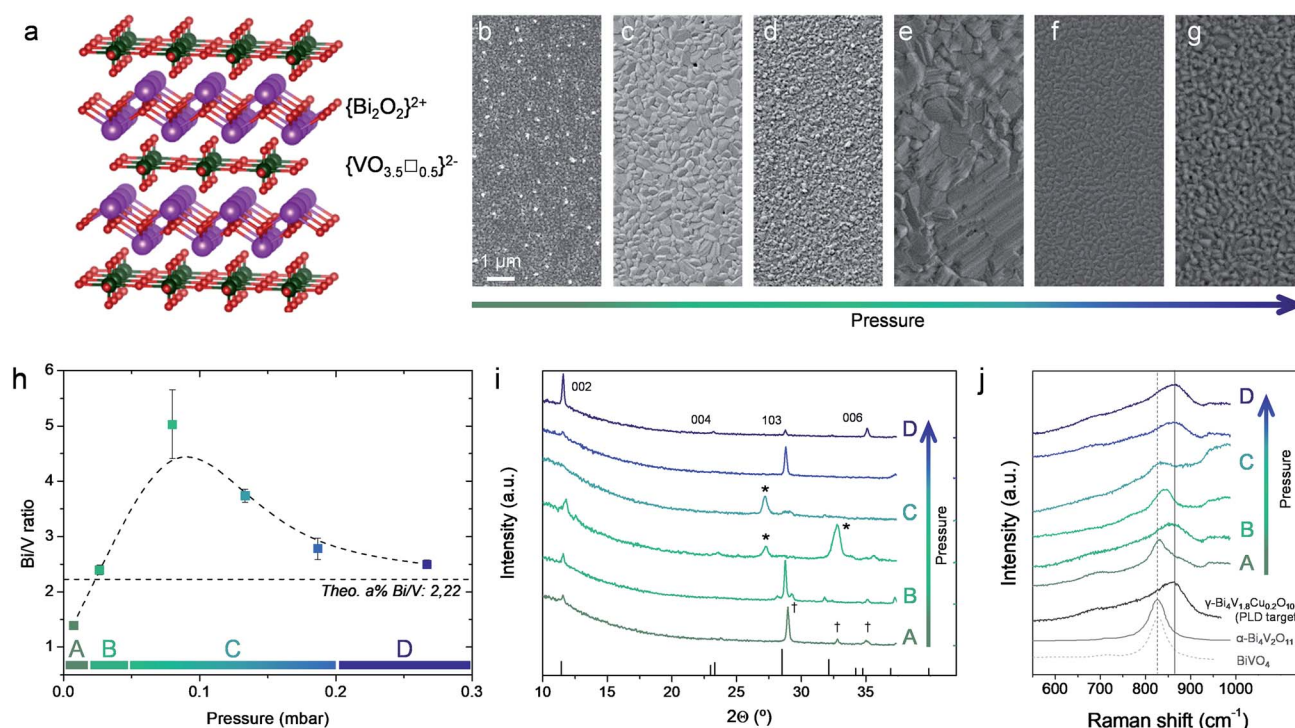 a
{Bi₂O₂}²⁺
{VO₃.₅□₀.₅}²⁻
b
c
d
e
f
g
1 µm
Pressure
h
Bi/V ratio
6
5
4
3
2
1
Theo. a% Bi/V: 2,22
A
B
C
D
0.0
0.1
0.2
0.3
Pressure (mbar)
i
Intensity (a.u.)
002
004
103
006
D
*
C
*
*
B
†
†
†
A
Pressure
10
15
20
25
30
35
2Θ (º)
j
Intensity (a.u.)
D
C
B
A
Pressure
γ-Bi₄V₁.₈Cu₀.₂O₁₀
(PLD target
α-Bi₄V₂O₁₁
BiVO₄
600
700
800
900
1000
Raman shift (cm⁻¹)